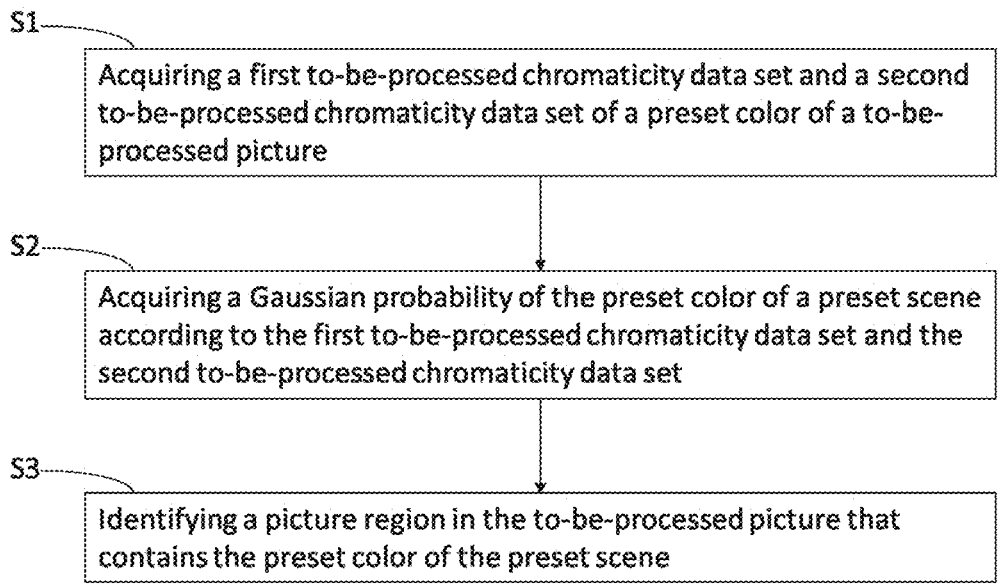 S1
Acquiring a first to-be-processed chromaticity data set and a second
to-be-processed chromaticity data set of a preset color of a to-be-
processed picture
S2
Acquiring a Gaussian probability of the preset color of a preset scene
according to the first to-be-processed chromaticity data set and the
second to-be-processed chromaticity data set
S3
Identifying a picture region in the to-be-processed picture that
contains the preset color of the preset scene